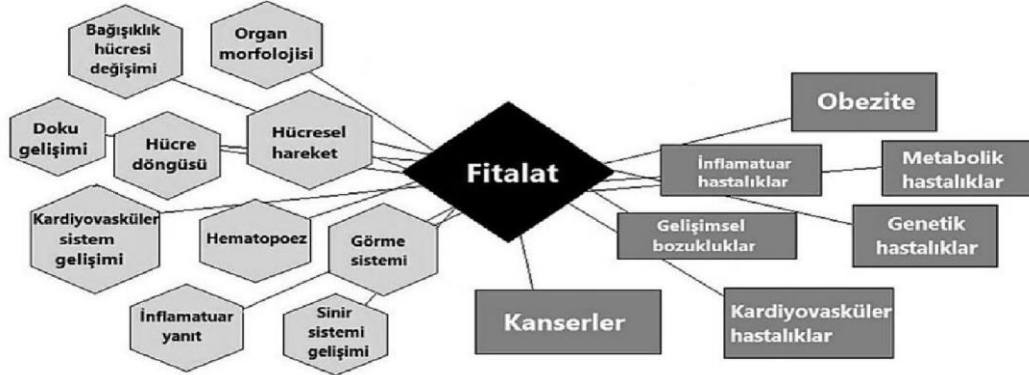 Bağışıklık
hücresi
değişimi
Organ
morfolojisi
Doku
gelişimi
Hücre
döngüsü
Hücresel
hareket
Kardiyovasküler
sistem
gelişimi
Hematopoez
Görme
sistemi
İnflamatuar
yanıt
Sinir
sistemi
gelişimi
Fitalat
Obezite
İnflamatuar
hastalıklar
Metabolik
hastalıklar
Gelişimsel
bozukluklar
Genetik
hastalıklar
Kanserler
Kardiyovasküler
hastalıklar